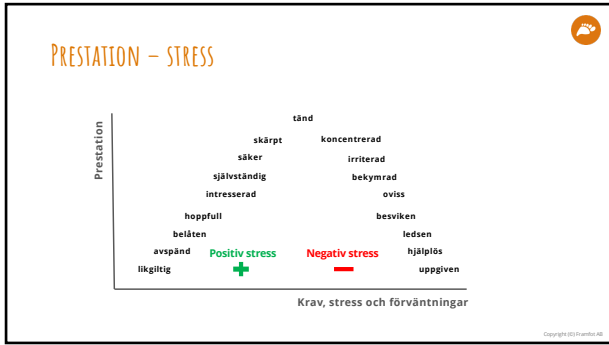 PRESTATION – STRESS
Prestation
tänd
skärpt koncentrerad
säker irriterad
självständig bekymrad
intresserad oviss
hoppfull besviken
belåten ledsen
avspänd Positiv stress Negativ stress hjälplös
likgiltig uppgiven
Krav, stress och förväntningar
Copyright (©) Framfot AB